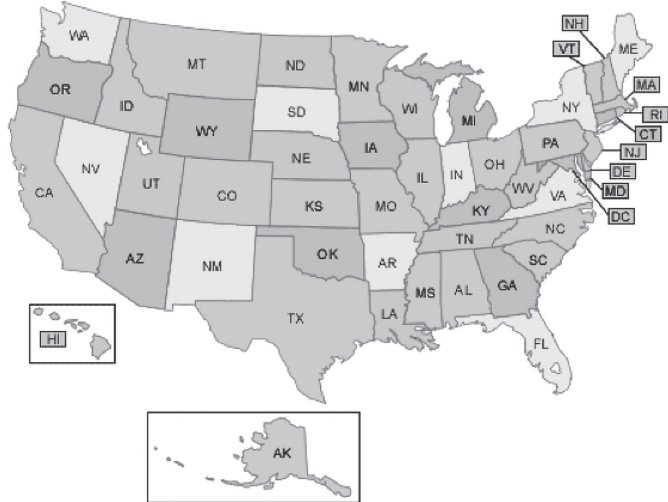 NH
WA
VT
ME
MT
ND
MN
MA
OR
ID
SD
WI
NY
RI
WY
MI
CT
IA
PA
NJ
NV
NE
OH
DE
UT
IL
IN
WV
MD
CA
CO
KS
MO
KY
VA
DC
TN
NC
AZ
NM
OK
AR
SC
MS
AL
GA
TX
LA
HI
FL
AK